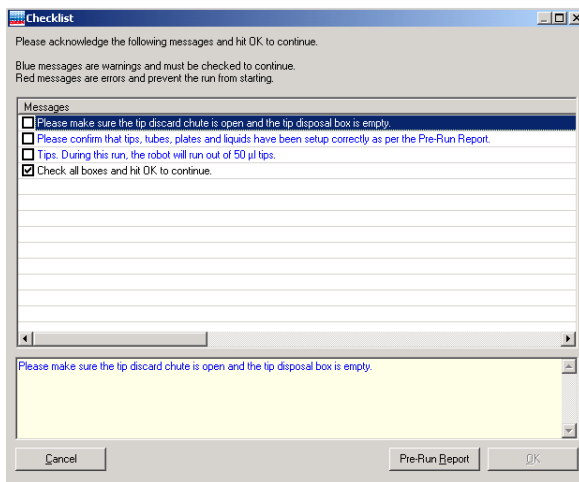 Checklist
Please acknowledge the following messages and hit OK to continue.
Blue messages are warnings and must be checked to continue.
Red messages are errors and prevent the run from starting.
Messages
Please make sure the tip discard chute is open and the tip disposal box is empty.
Please confirm that tips, tubes, plates and liquids have been setup correctly as per the Pre-Run Report.
Tips. During this run, the robot will run out of 50 µl tips.
Check all boxes and hit OK to continue.
Please make sure the tip discard chute is open and the tip disposal box is empty.
Cancel Pre-Run Report OK